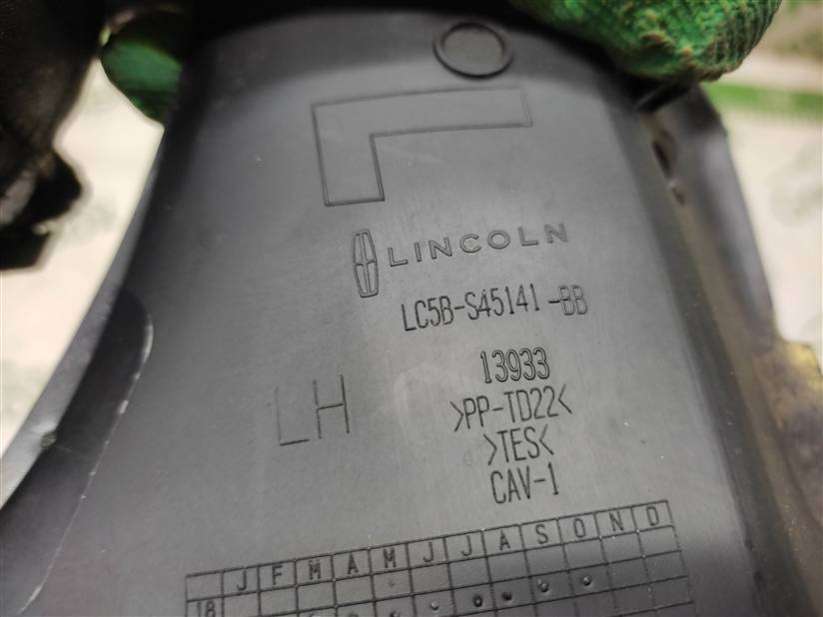 L
LINCOLN
LC5B-S45141-BB
LH
13933
>PP-TD22<
>TES<
CAV-1
J F M A M J J A S O N D
18